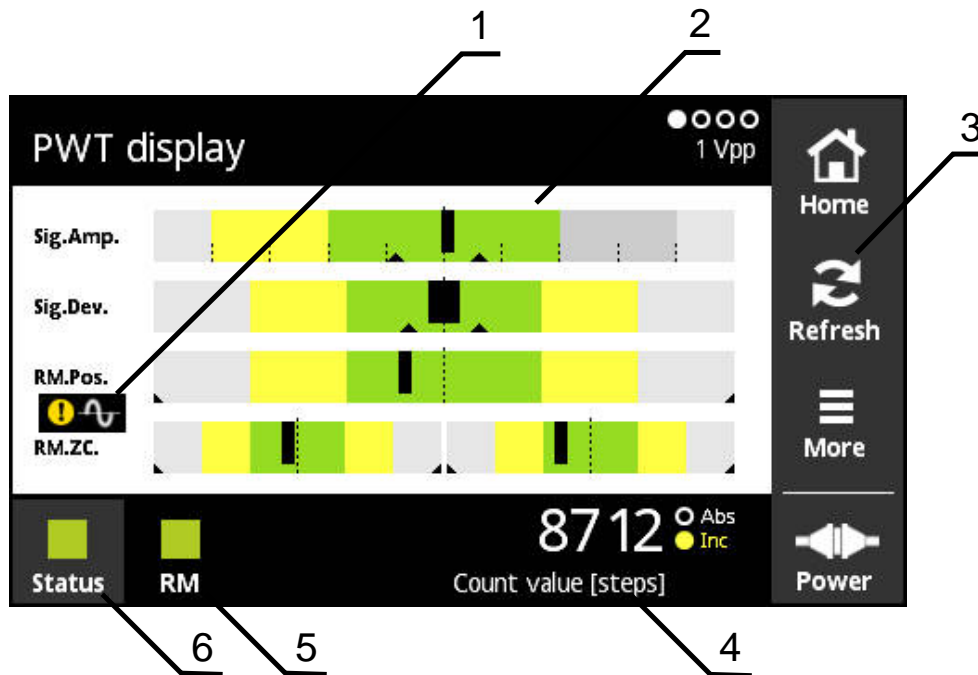 1
2
PWT display
1 Vpp
3
Home
Sig.Amp.
Sig.Dev.
Refresh
RM.Pos.
!
RM.ZC.
More
8712
Abs
Inc
Status
RM
Count value [steps]
Power
6
5
4